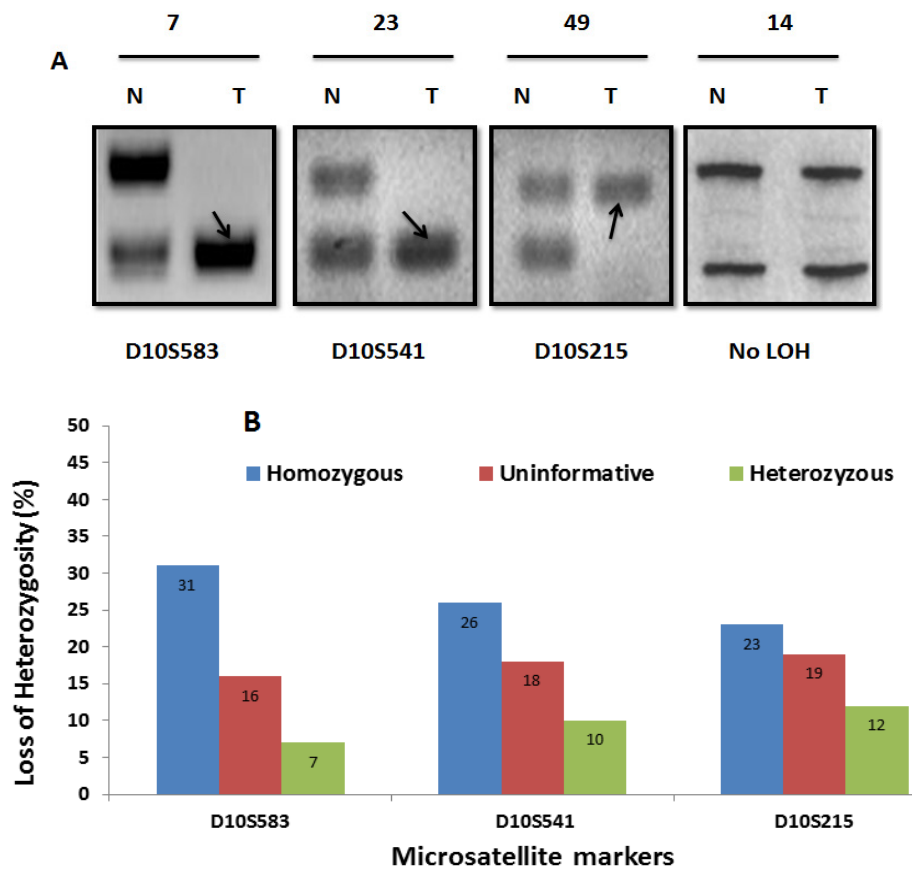 7 23 49 14
A
N T N T N T N T
D10S583 D10S541 D10S215 No LOH
B
Homozygous Uninformative Heterozyzous
Loss of Heterozygosity (%)
50
45
40
35
30
25
20
15
10
5
0
31 16 7 26 18 10 23 19 12
D10S583 D10S541 D10S215
Microsatellite markers